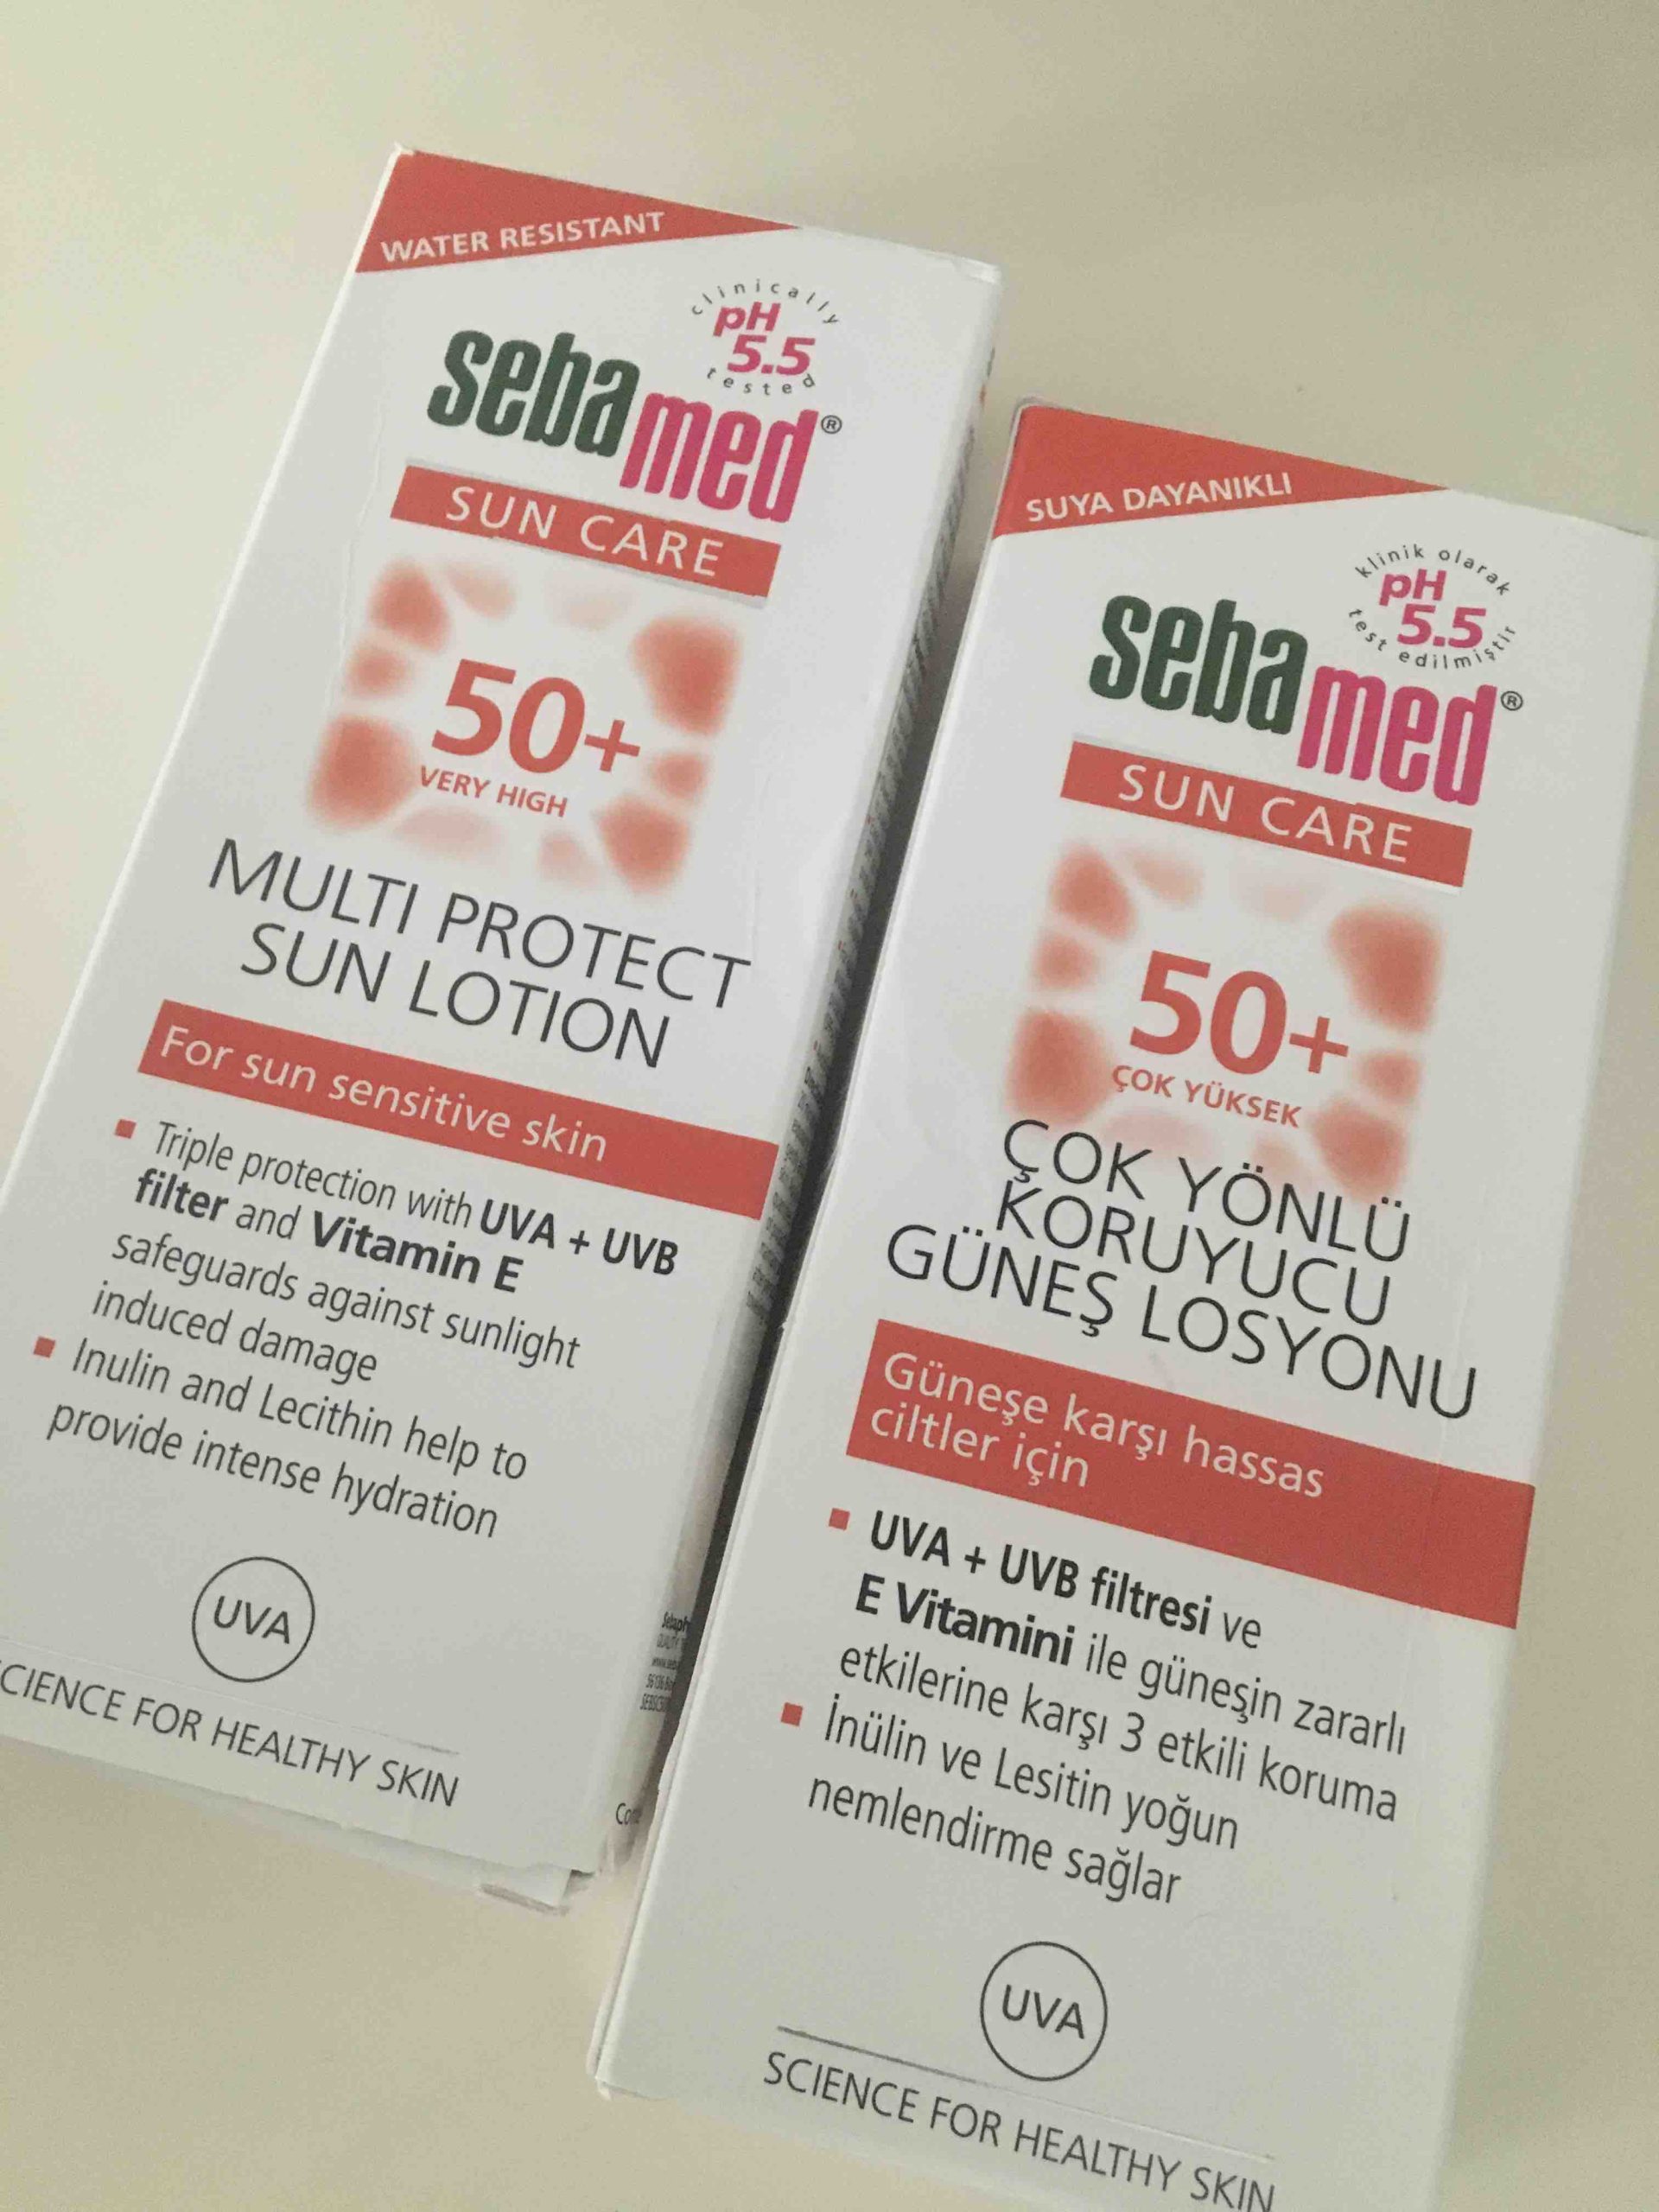 WATER RESISTANT
clinically
pH
5.5
tested
sebamed®
SUN CARE
50+
VERY HIGH
MULTI PROTECT
SUN LOTION
For sun sensitive skin
▪ Triple protection with UVA + UVB
filter and Vitamin E
safeguards against sunlight
induced damage
▪ Inulin and Lecithin help to
provide intense hydration
UVA
SCIENCE FOR HEALTHY SKIN
SUYA DAYANIKLI
klinik olarak
pH
5.5
test edilmiştir
sebamed®
SUN CARE
50+
ÇOK YÜKSEK
ÇOK YÖNLÜ
KORUYUCU
GÜNEŞ LOSYONU
Güneşe karşı hassas
ciltler için
▪ UVA + UVB filtresi ve
E Vitamini ile güneşin zararlı
etkilerine karşı 3 etkili koruma
▪ İnülin ve Lesitin yoğun
nemlendirme sağlar
UVA
SCIENCE FOR HEALTHY SKIN